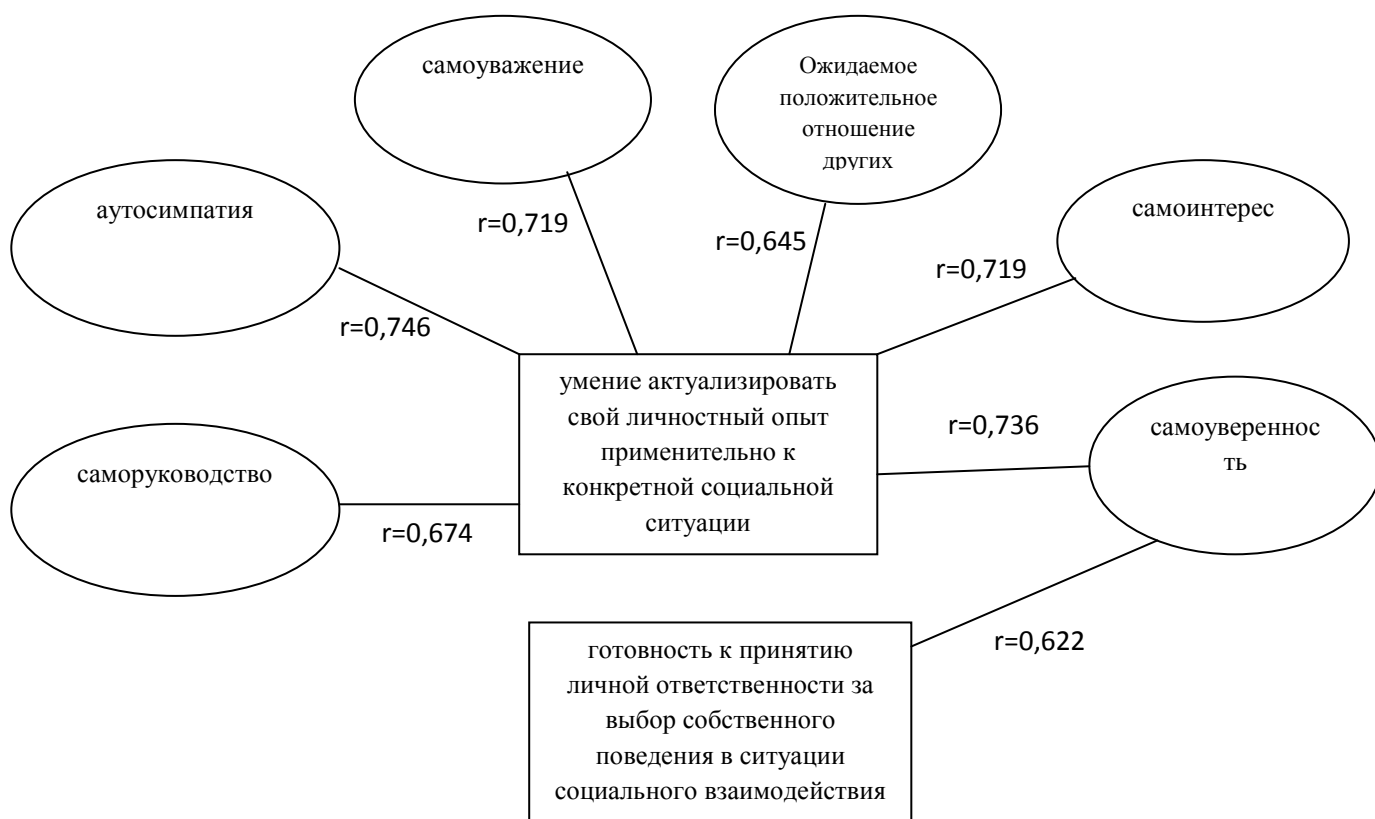 самоуважение
Ожидаемое
положительное
отношение
других
аутосимпатия
самоинтерес
r=0,719
r=0,645
r=0,719
r=0,746
умение актуализировать
свой личностный опыт
применительно к
конкретной социальной
ситуации
r=0,736
самоувереннос
ть
саморуководство
r=0,674
r=0,622
готовность к принятию
личной ответственности за
выбор собственного
поведения в ситуации
социального взаимодействия